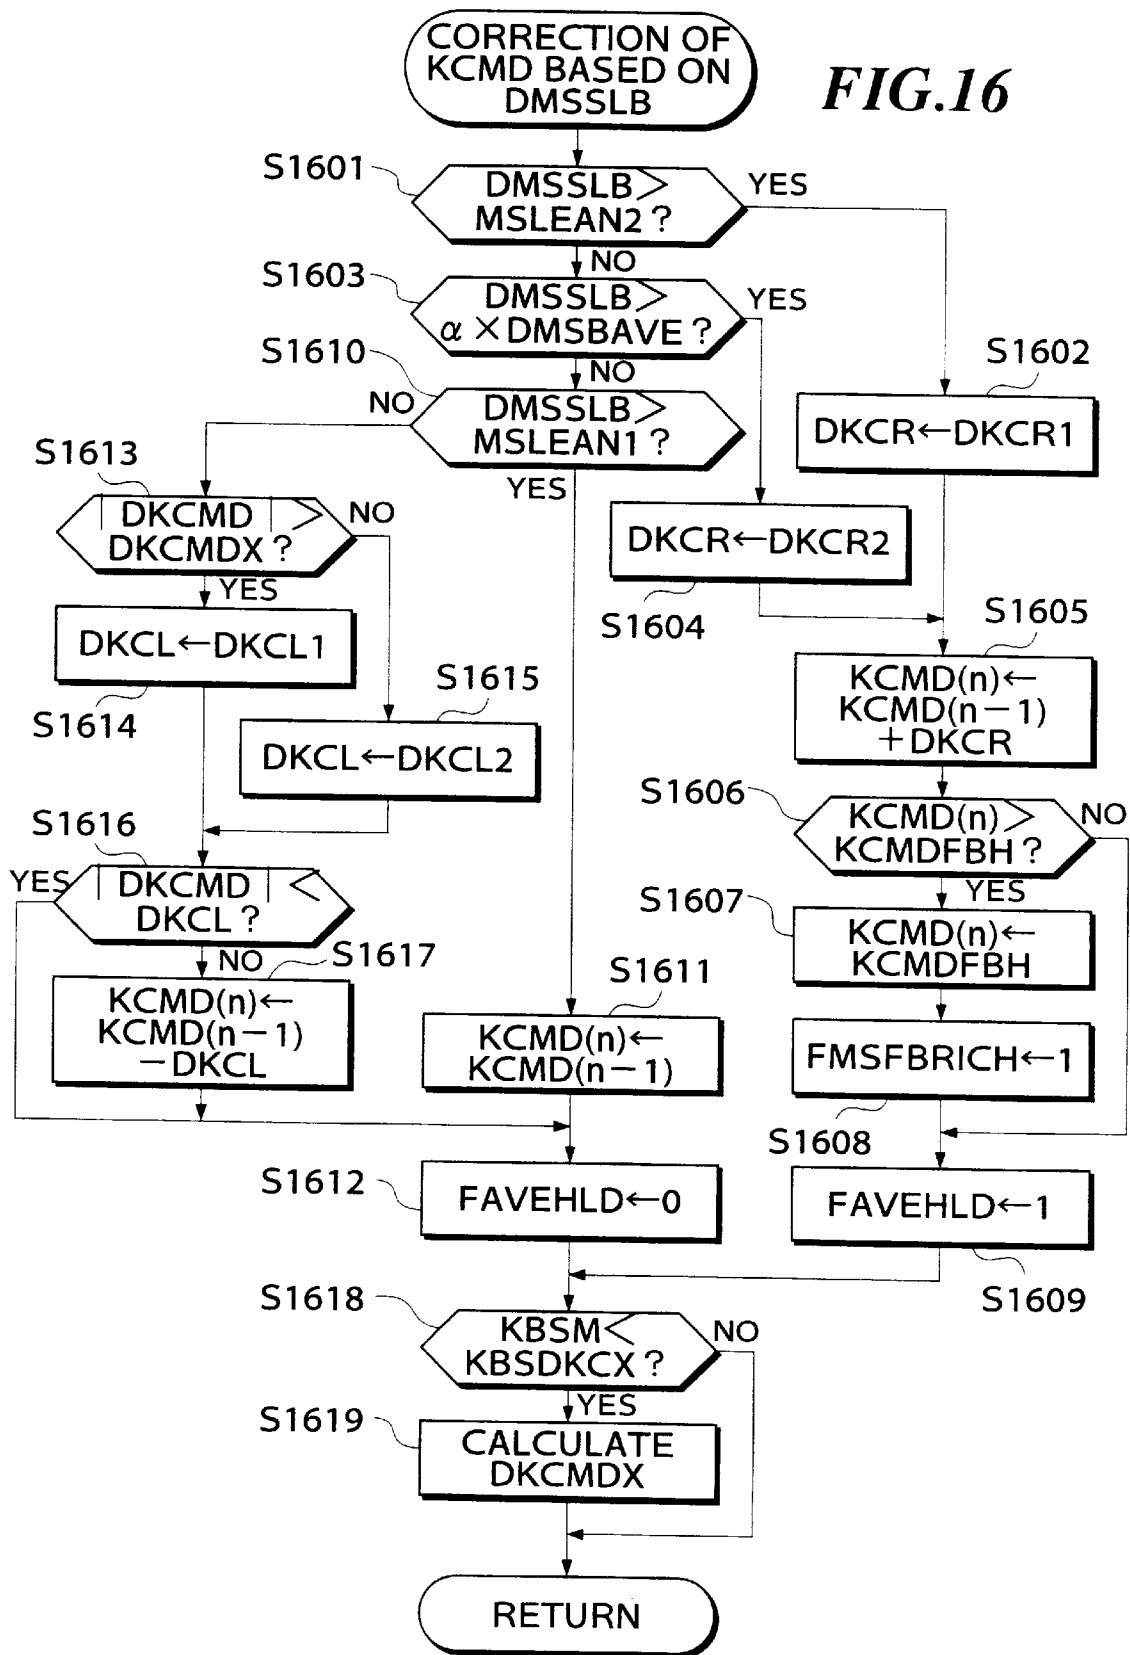 CORRECTION OF
KCMD BASED ON
DMSSLB
FIG.16
S1601
DMSSLB>
MSLEAN2?
YES
NO
S1603
DMSSLB>
α×DMSBAVE?
YES
NO
S1610
DMSSLB>
MSLEAN1?
NO
YES
S1602
DKCR←DKCR1
S1613
|DKCMD|>
DKCMDX?
NO
YES
DKCR←DKCR2
S1604
DKCL←DKCL1
S1614
S1615
DKCL←DKCL2
S1605
KCMD(n)←
KCMD(n−1)
+DKCR
S1606
KCMD(n)>
KCMDFBH?
NO
YES
S1616
|DKCMD|<
DKCL?
YES
NO
S1607
KCMD(n)←
KCMDFBH
S1617
KCMD(n)←
KCMD(n−1)
−DKCL
S1611
KCMD(n)←
KCMD(n−1)
FMSFBRICH←1
S1608
S1612
FAVEHLD←0
FAVEHLD←1
S1609
S1618
KBSM<
KBSDKCX?
NO
YES
S1619
CALCULATE
DKCMDX
RETURN